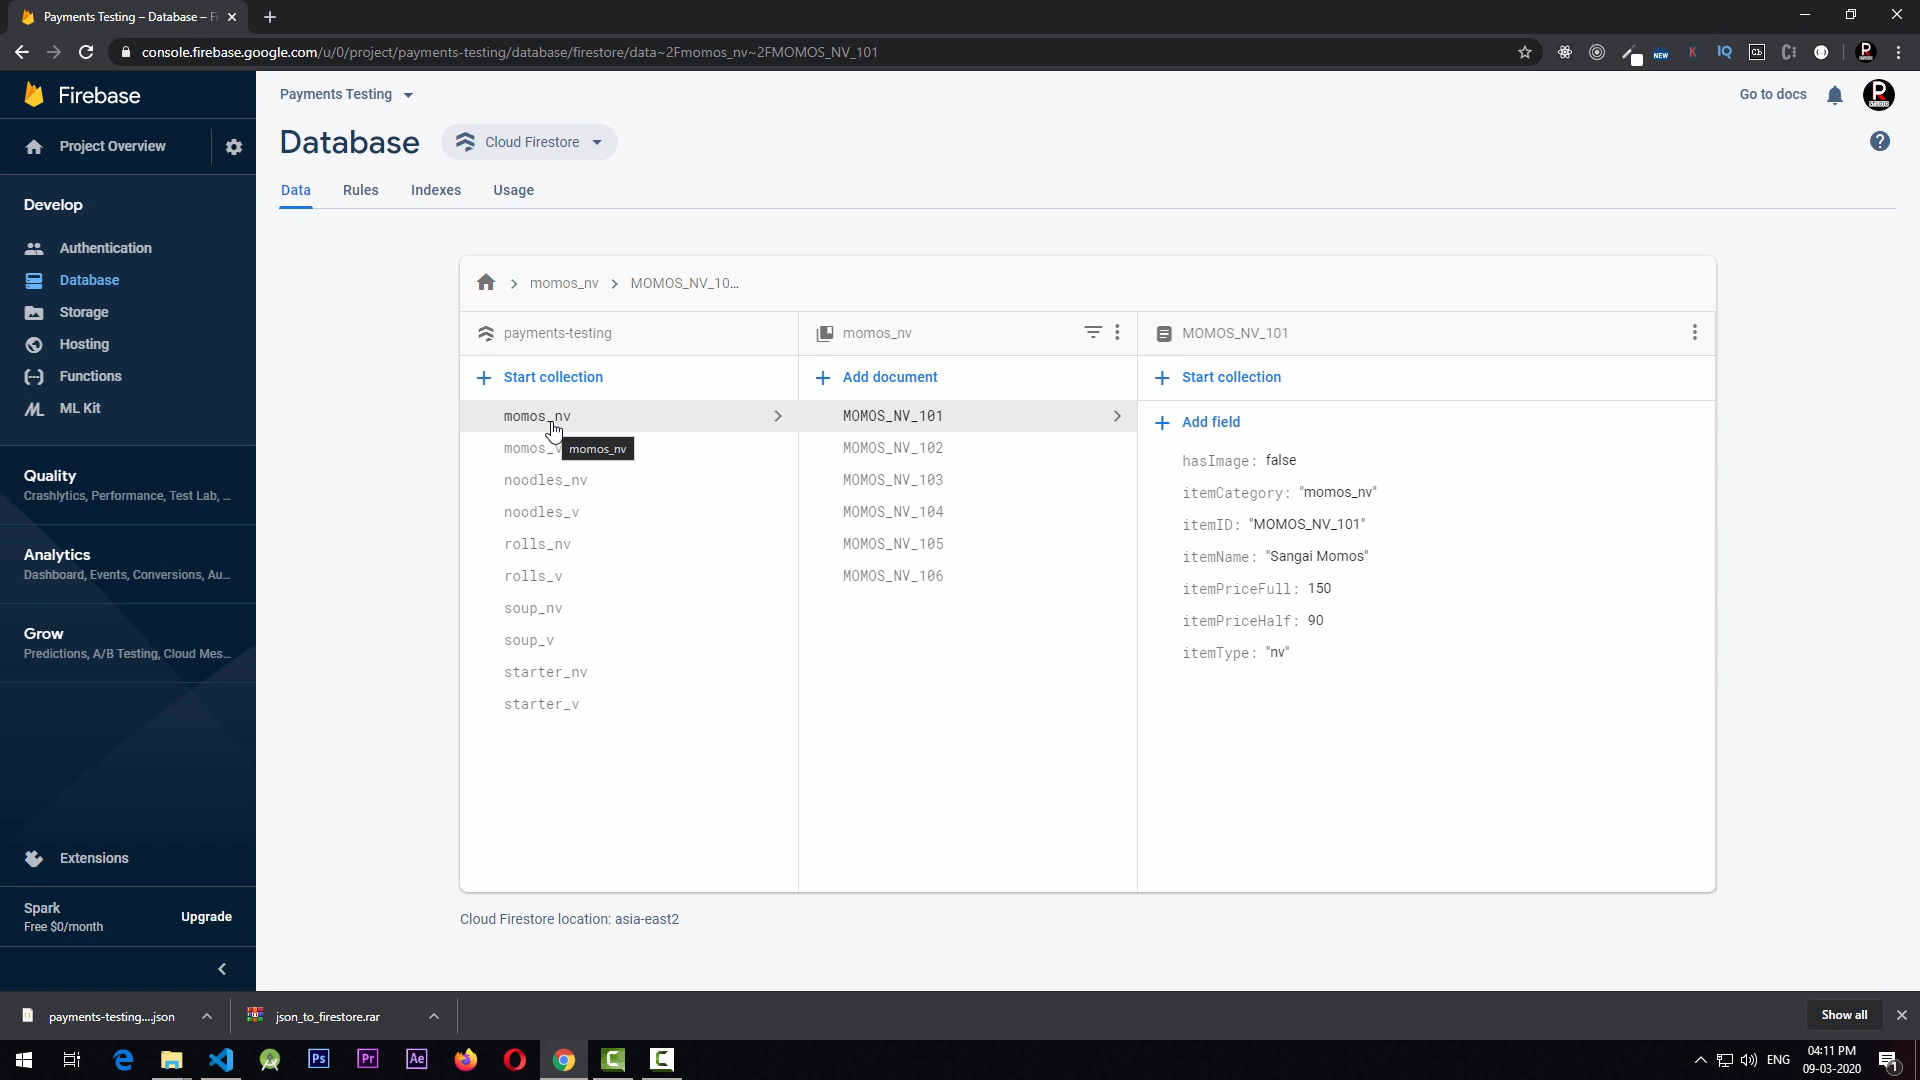 Payments Testing – Database – Fi
console.firebase.google.com/u/0/project/payments-testing/database/firestore/data~2Fmomos_nv~2FMOMOS_NV_101
NEW
K
IQ
Firebase
Payments Testing
Go to docs
Project Overview
Database
Cloud Firestore
Data
Rules
Indexes
Usage
Develop
Authentication
Database
Storage
Hosting
Functions
ML Kit
Quality
Crashlytics, Performance, Test Lab, ...
Analytics
Dashboard, Events, Conversions, Au...
Grow
Predictions, A/B Testing, Cloud Mes...
Extensions
Spark
Free $0/month
Upgrade
momos_nv
MOMOS_NV_10...
payments-testing
momos_nv
MOMOS_NV_101
Start collection
Add document
Start collection
momos_nv
momos_v
momos_nv
noodles_nv
noodles_v
rolls_nv
rolls_v
soup_nv
soup_v
starter_nv
starter_v
MOMOS_NV_101
MOMOS_NV_102
MOMOS_NV_103
MOMOS_NV_104
MOMOS_NV_105
MOMOS_NV_106
Add field
hasImage: false
itemCategory: "momos_nv"
itemID: "MOMOS_NV_101"
itemName: "Sangai Momos"
itemPriceFull: 150
itemPriceHalf: 90
itemType: "nv"
Cloud Firestore location: asia-east2
payments-testing....json
json_to_firestore.rar
Show all
Ps
Pr
Ae
ENG
04:11 PM
09-03-2020
1